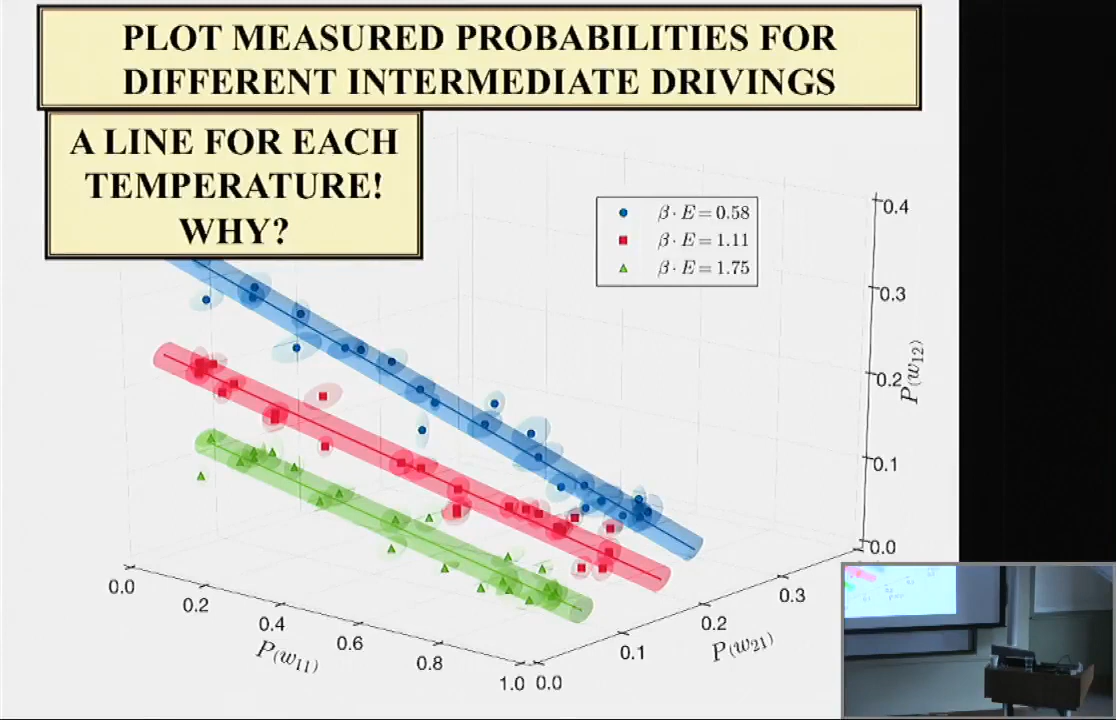 PLOT MEASURED PROBABILITIES FOR
DIFFERENT INTERMEDIATE DRIVINGS
A LINE FOR EACH
TEMPERATURE!
WHY?
β · E = 0.58
β · E = 1.11
β · E = 1.75
0.4
0.3
0.2
0.1
0.0
P(w₁₂)
0.0
0.2
0.4
0.6
0.8
1.0
P(w₁₁)
0.0
0.1
0.2
0.3
P(w₂₁)